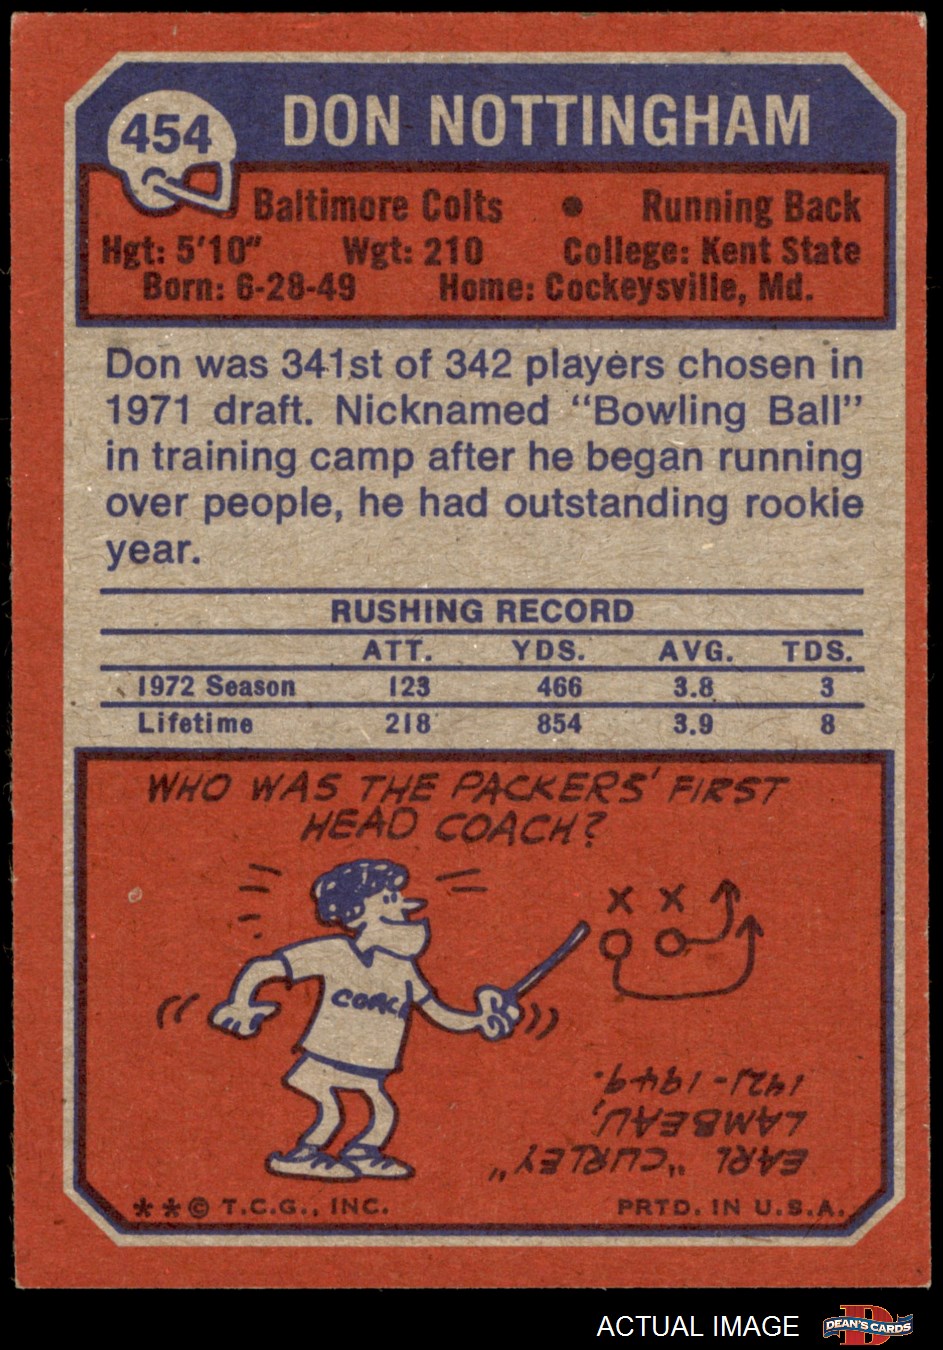 454
DON NOTTINGHAM
Baltimore Colts • Running Back
Hgt: 5'10" Wgt: 210 College: Kent State
Born: 6-28-49 Home: Cockeysville, Md.
Don was 341st of 342 players chosen in
1971 draft. Nicknamed "Bowling Ball"
in training camp after he began running
over people, he had outstanding rookie
year.
RUSHING RECORD
ATT. YDS. AVG. TDS.
1972 Season 123 466 3.8 3
Lifetime 218 854 3.9 8
WHO WAS THE PACKERS' FIRST
HEAD COACH?
X X
COACH
EARL "CURLEY"
LAMBEAU,
1921-1949.
**© T.C.G., INC. PRTD. IN U.S.A.
ACTUAL IMAGE
DEAN'S CARDS